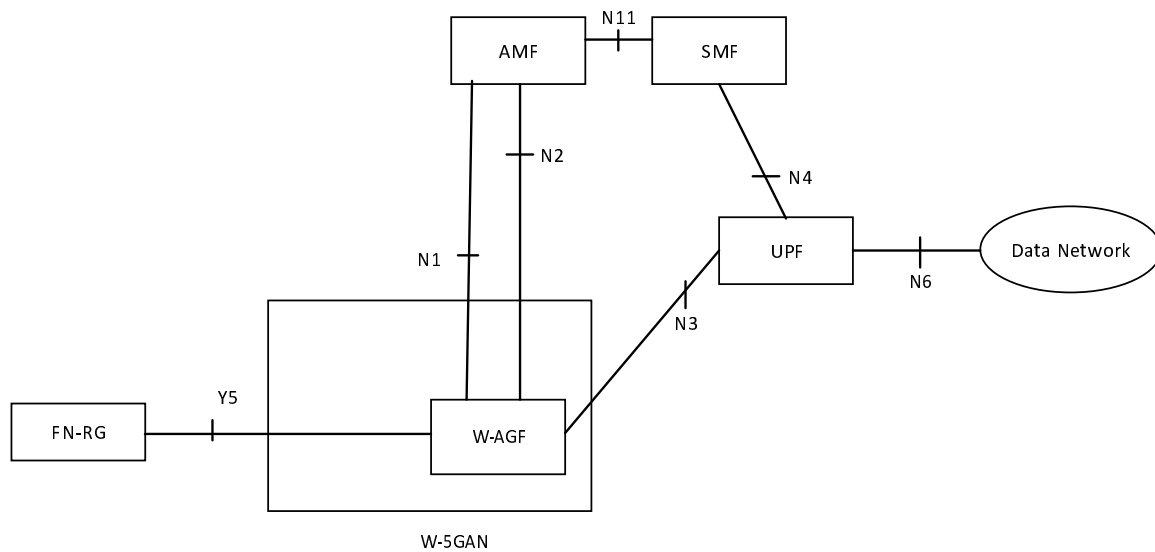 N11
AMF
SMF
N2
N4
N1
UPF
Data Network
N6
N3
Y5
FN-RG
W-AGF
W-5GAN